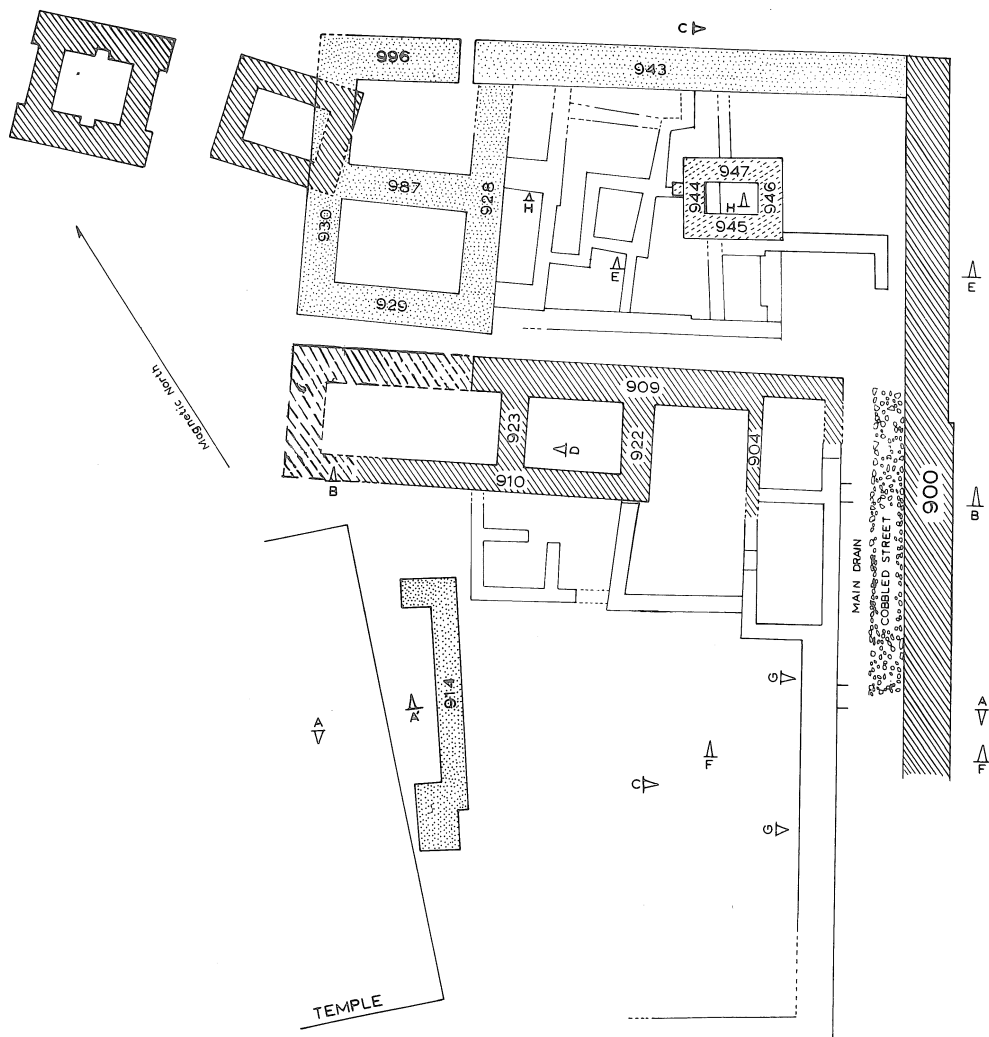 C
996
943
947
944
H
946
945
987
928
930
H
E
929
E
Magnetic North
909
923
D
922
904
910
B
900
B
MAIN DRAIN
COBBLED STREET
914
A'
A
G
A
F
F
C
G
TEMPLE